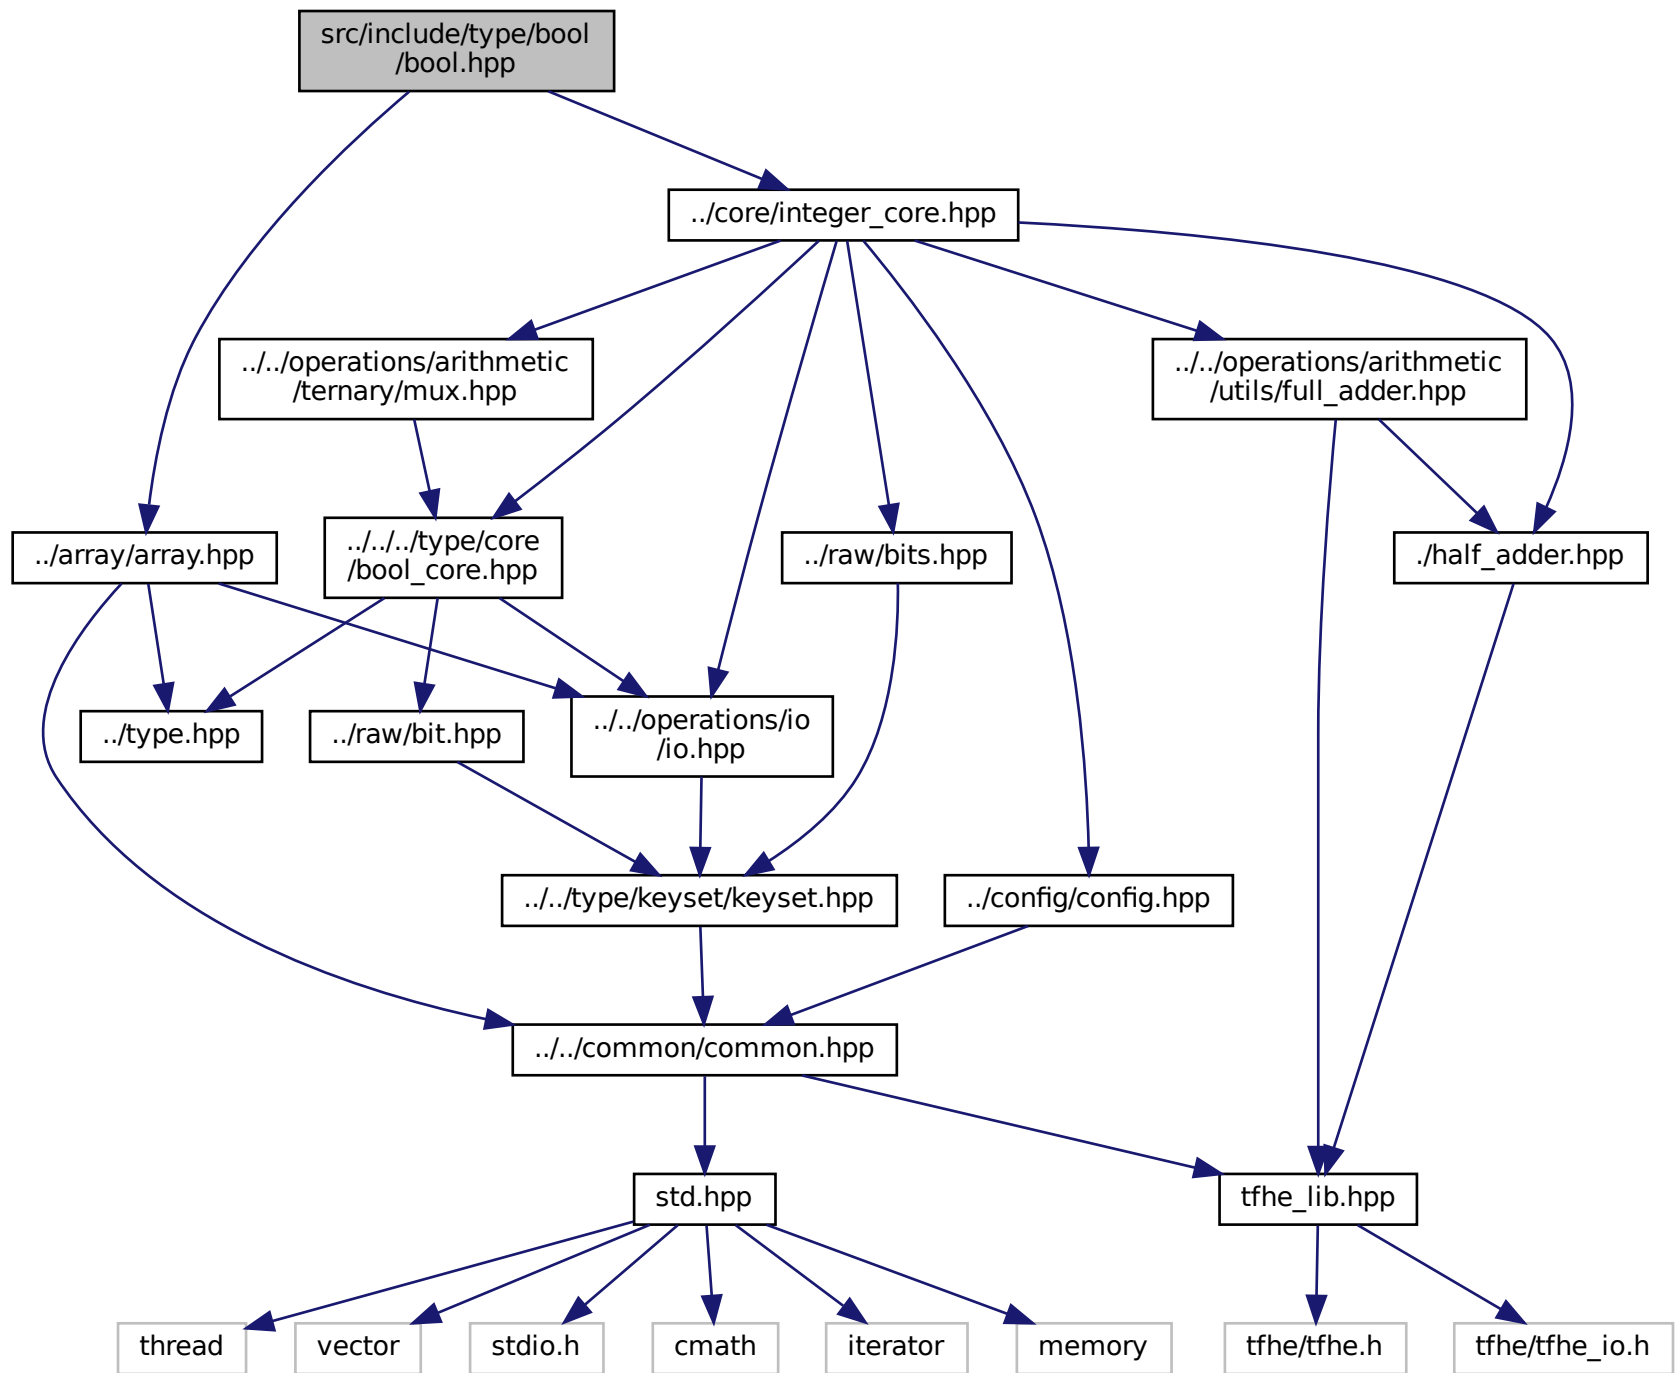 src/include/type/bool
/bool.hpp
../core/integer_core.hpp
../../operations/arithmetic
/ternary/mux.hpp
../../operations/arithmetic
/utils/full_adder.hpp
../array/array.hpp
../../../type/core
/bool_core.hpp
../raw/bits.hpp
./half_adder.hpp
../type.hpp
../raw/bit.hpp
../../operations/io
/io.hpp
../../type/keyset/keyset.hpp
../config/config.hpp
../../common/common.hpp
std.hpp
tfhe_lib.hpp
thread
vector
stdio.h
cmath
iterator
memory
tfhe/tfhe.h
tfhe/tfhe_io.h